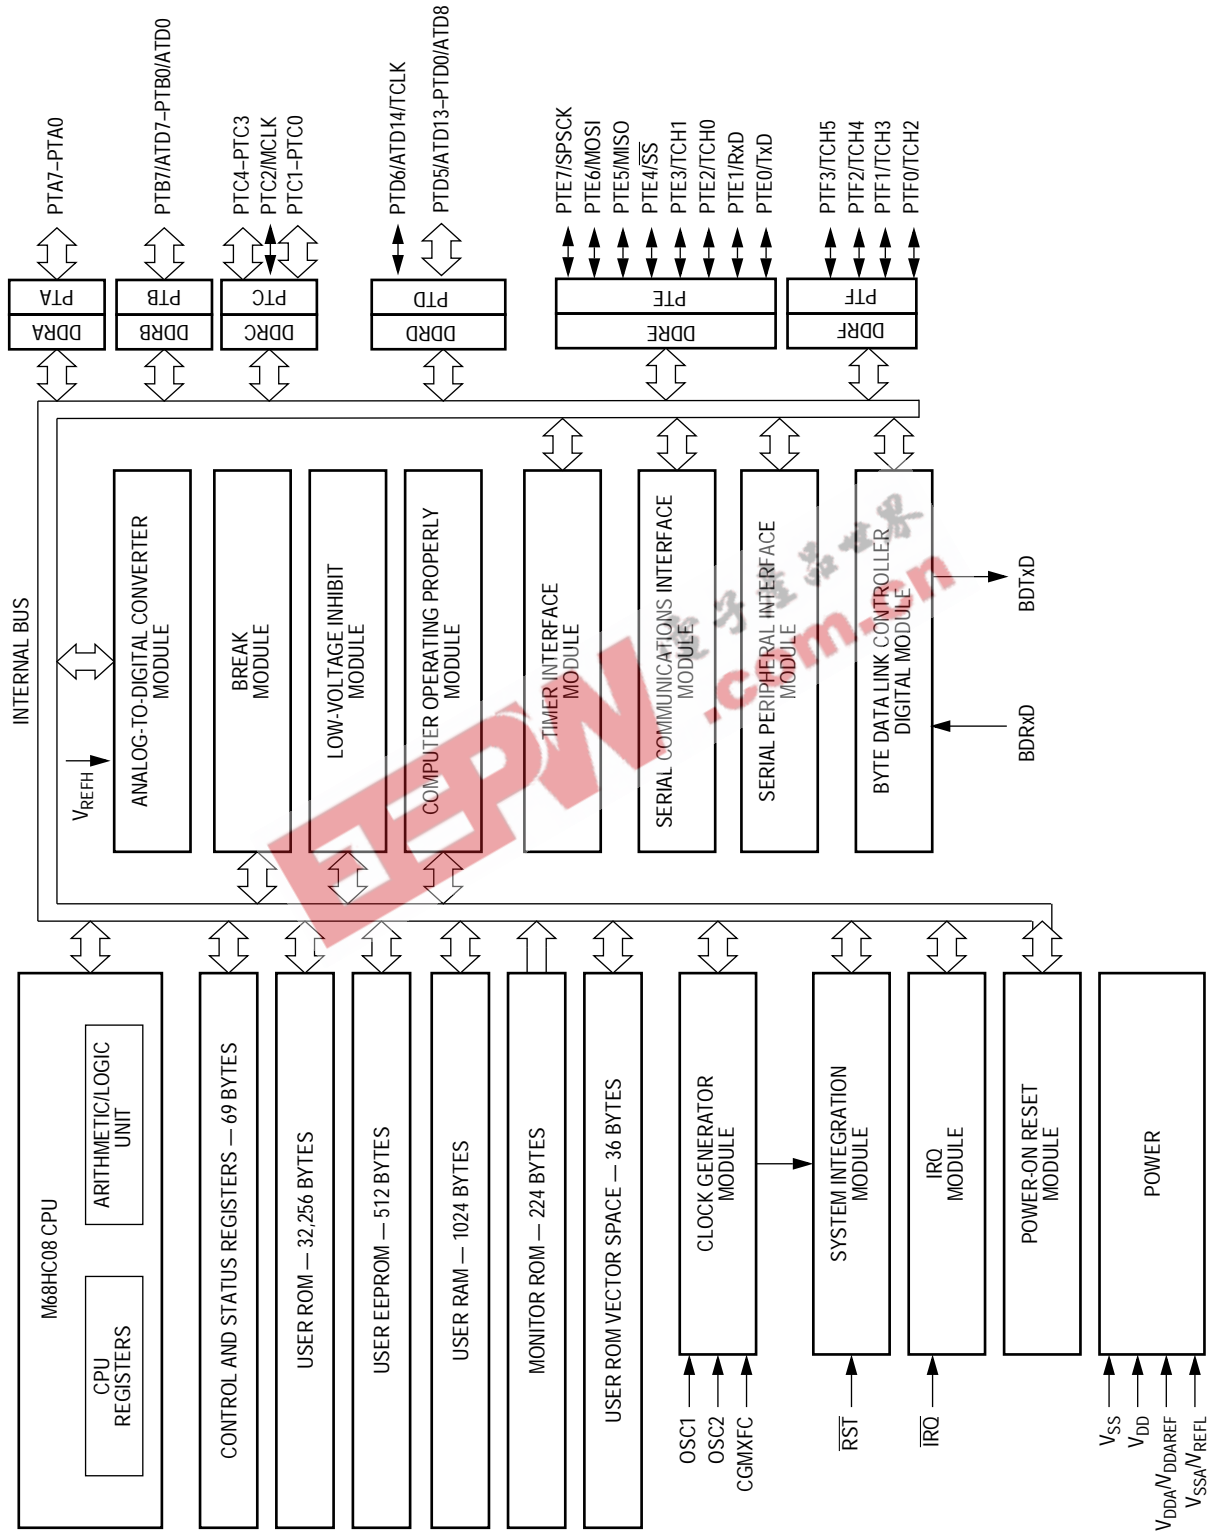 M68HC08 CPU
CPU
REGISTERS
ARITHMETIC/LOGIC
UNIT
CONTROL AND STATUS REGISTERS — 69 BYTES
USER ROM — 32,256 BYTES
USER EEPROM — 512 BYTES
USER RAM — 1024 BYTES
MONITOR ROM — 224 BYTES
USER ROM VECTOR SPACE — 36 BYTES
OSC1
OSC2
CGMXFC
CLOCK GENERATOR
MODULE
RST
SYSTEM INTEGRATION
MODULE
IRQ
IRQ
MODULE
POWER-ON RESET
MODULE
VSS
VDD
VDDA/VDDAREF
VSSA/VREFL
POWER
INTERNAL BUS
VREFH
ANALOG-TO-DIGITAL CONVERTER
MODULE
BREAK
MODULE
LOW-VOLTAGE INHIBIT
MODULE
COMPUTER OPERATING PROPERLY
MODULE
TIMER INTERFACE
MODULE
SERIAL COMMUNICATIONS INTERFACE
MODULE
SERIAL PERIPHERAL INTERFACE
MODULE
BYTE DATA LINK CONTROLLER
DIGITAL MODULE
BDRxD
BDTxD
DDRA
PTA
PTA7–PTA0
DDRB
PTB
PTB7/ATD7–PTB0/ATD0
DDRC
PTC
PTC4–PTC3
PTC2/MCLK
PTC1–PTC0
DDRD
PTD
PTD6/ATD14/TCLK
PTD5/ATD13–PTD0/ATD8
DDRE
PTE
PTE7/SPSCK
PTE6/MOSI
PTE5/MISO
PTE4/SS
PTE3/TCH1
PTE2/TCH0
PTE1/RxD
PTE0/TxD
DDRF
PTF
PTF3/TCH5
PTF2/TCH4
PTF1/TCH3
PTF0/TCH2
EEPW
.com.cn
电子产品世界